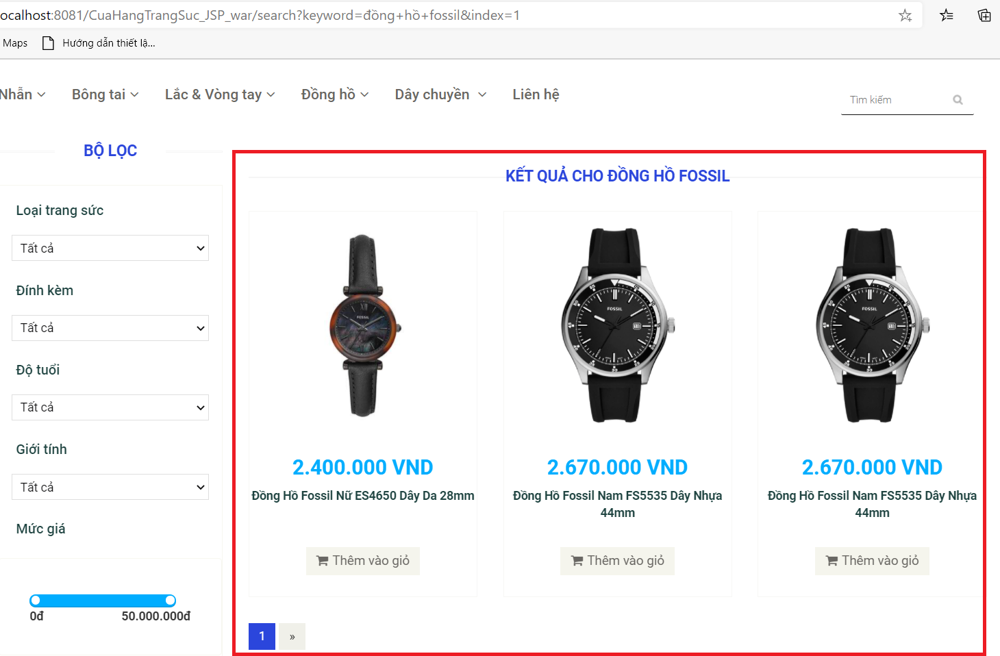 ocalhost:8081/CuaHangTrangSuc_JSP_war/search?keyword=đồng+hồ+fossil&index=1
Maps Hướng dẫn thiết lậ...
Nhẫn Bông tai Lắc & Vòng tay Đồng hồ Dây chuyền Liên hệ
Tìm kiếm
BỘ LỌC
Loại trang sức
Tất cả
Đính kèm
Tất cả
Độ tuổi
Tất cả
Giới tính
Tất cả
Mức giá
0đ 50.000.000đ
KẾT QUẢ CHO ĐỒNG HỒ FOSSIL
FOSSIL
2.400.000 VND
Đồng Hồ Fossil Nữ ES4650 Dây Da 28mm
Thêm vào giỏ
FOSSIL
2.670.000 VND
Đồng Hồ Fossil Nam FS5535 Dây Nhựa
44mm
Thêm vào giỏ
FOSSIL
2.670.000 VND
Đồng Hồ Fossil Nam FS5535 Dây Nhựa
44mm
Thêm vào giỏ
1 »